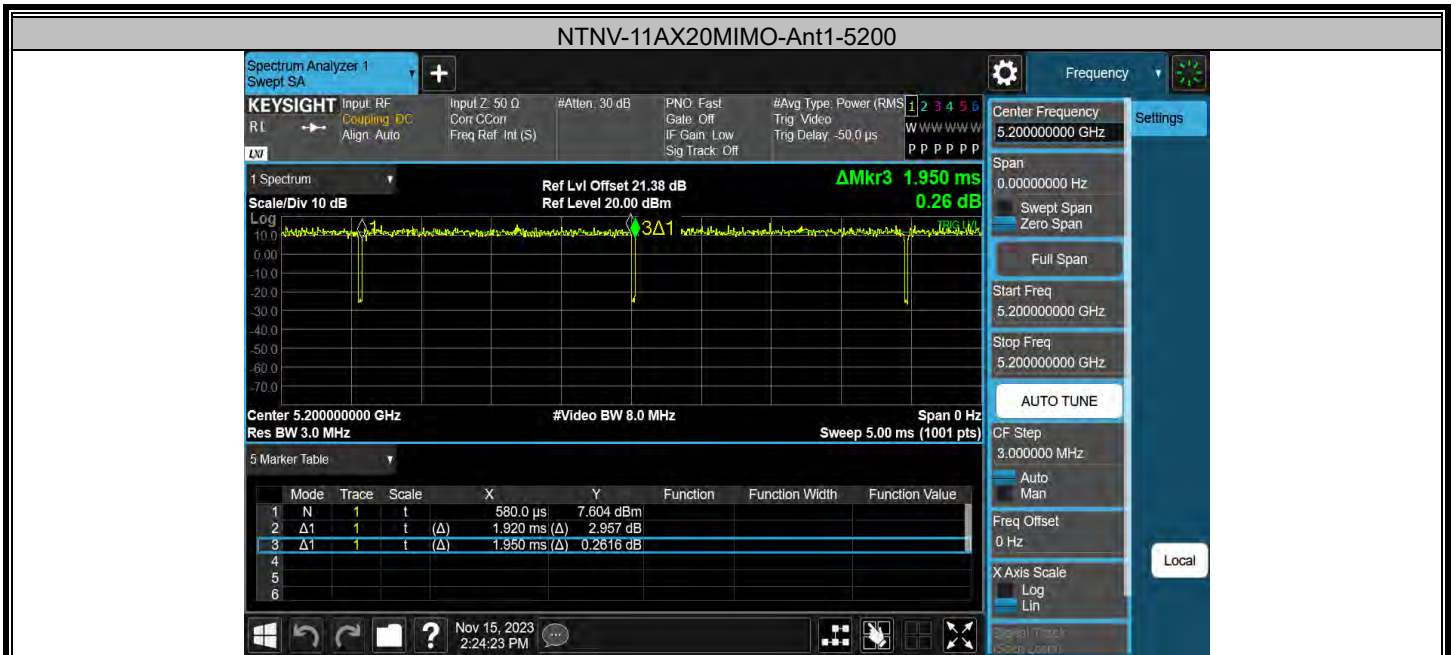 NTNV-11AX20MIMO-Ant1-5200
Spectrum Analyzer 1
Swept SA
+
Frequency
KEYSIGHT
RL
LXI
Input: RF
Coupling: DC
Align: Auto
Input Z: 50 Ω
Corr CCorr
Freq Ref: Int (S)
#Atten: 30 dB
PNO: Fast
Gate: Off
IF Gain: Low
Sig Track: Off
#Avg Type: Power (RMS
Trig: Video
Trig Delay: -50.0 µs
1 2 3 4 5 6
W W W W W W
P P P P P P
1 Spectrum
Scale/Div 10 dB
Ref Lvl Offset 21.38 dB
Ref Level 20.00 dBm
ΔMkr3 1.950 ms
0.26 dB
Log
10.0
0.00
-10.0
-20.0
-30.0
-40.0
-50.0
-60.0
-70.0
1
3Δ1
TRIG LVL
Center 5.200000000 GHz
Res BW 3.0 MHz
#Video BW 8.0 MHz
Span 0 Hz
Sweep 5.00 ms (1001 pts)
5 Marker Table
Mode Trace Scale X Y Function Function Width Function Value
1 N 1 t 580.0 µs 7.604 dBm
2 Δ1 1 t (Δ) 1.920 ms (Δ) 2.957 dB
3 Δ1 1 t (Δ) 1.950 ms (Δ) 0.2616 dB
4
5
6
?
Nov 15, 2023
2:24:23 PM
Center Frequency
5.200000000 GHz
Settings
Span
0.00000000 Hz
Swept Span
Zero Span
Full Span
Start Freq
5.200000000 GHz
Stop Freq
5.200000000 GHz
AUTO TUNE
CF Step
3.000000 MHz
Auto
Man
Freq Offset
0 Hz
X Axis Scale
Log
Lin
Signal Track
(Span Zoom)
Local